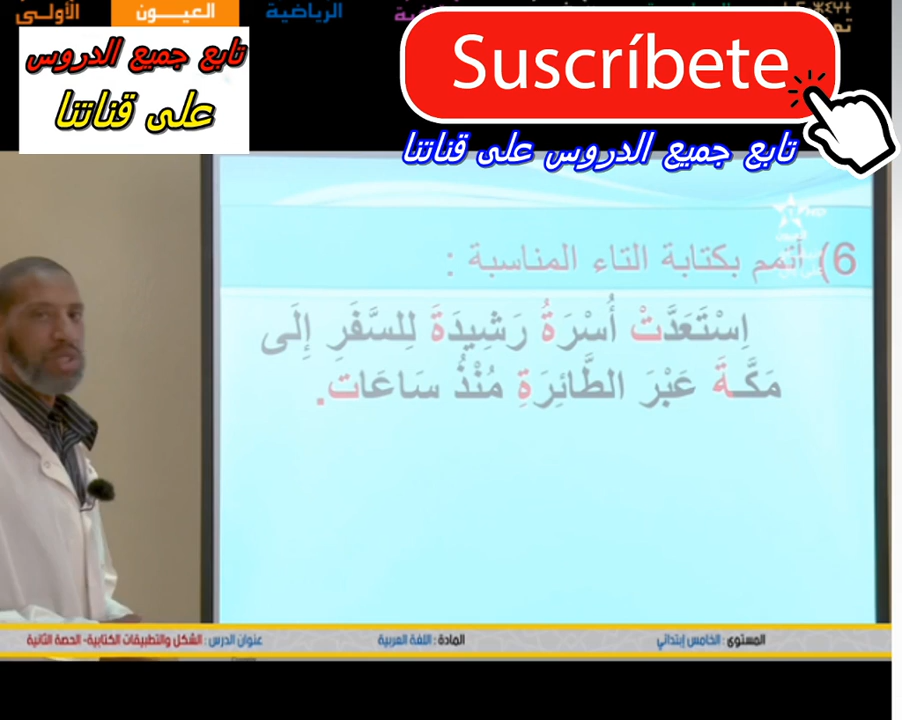 الأولى
العيون
الرياضية
تابع جميع الدروس
على قناتنا
Suscríbete
تابع جميع الدروس على قناتنا
6) أتمم بكتابة التاء المناسبة :
اِسْتَعَدَّتْ أُسْرَةُ رَشِيدَةَ لِلسَّفَرِ إِلَى
مَكَّـةَ عَبْرَ الطَّائِرَةِ مُنْذُ سَاعَات.
المستوى : الخامس إبتدائي
المادة : اللغة العربية
عنوان الدرس : الشكل والتطبيقات الكتابية- الحصة الثانية